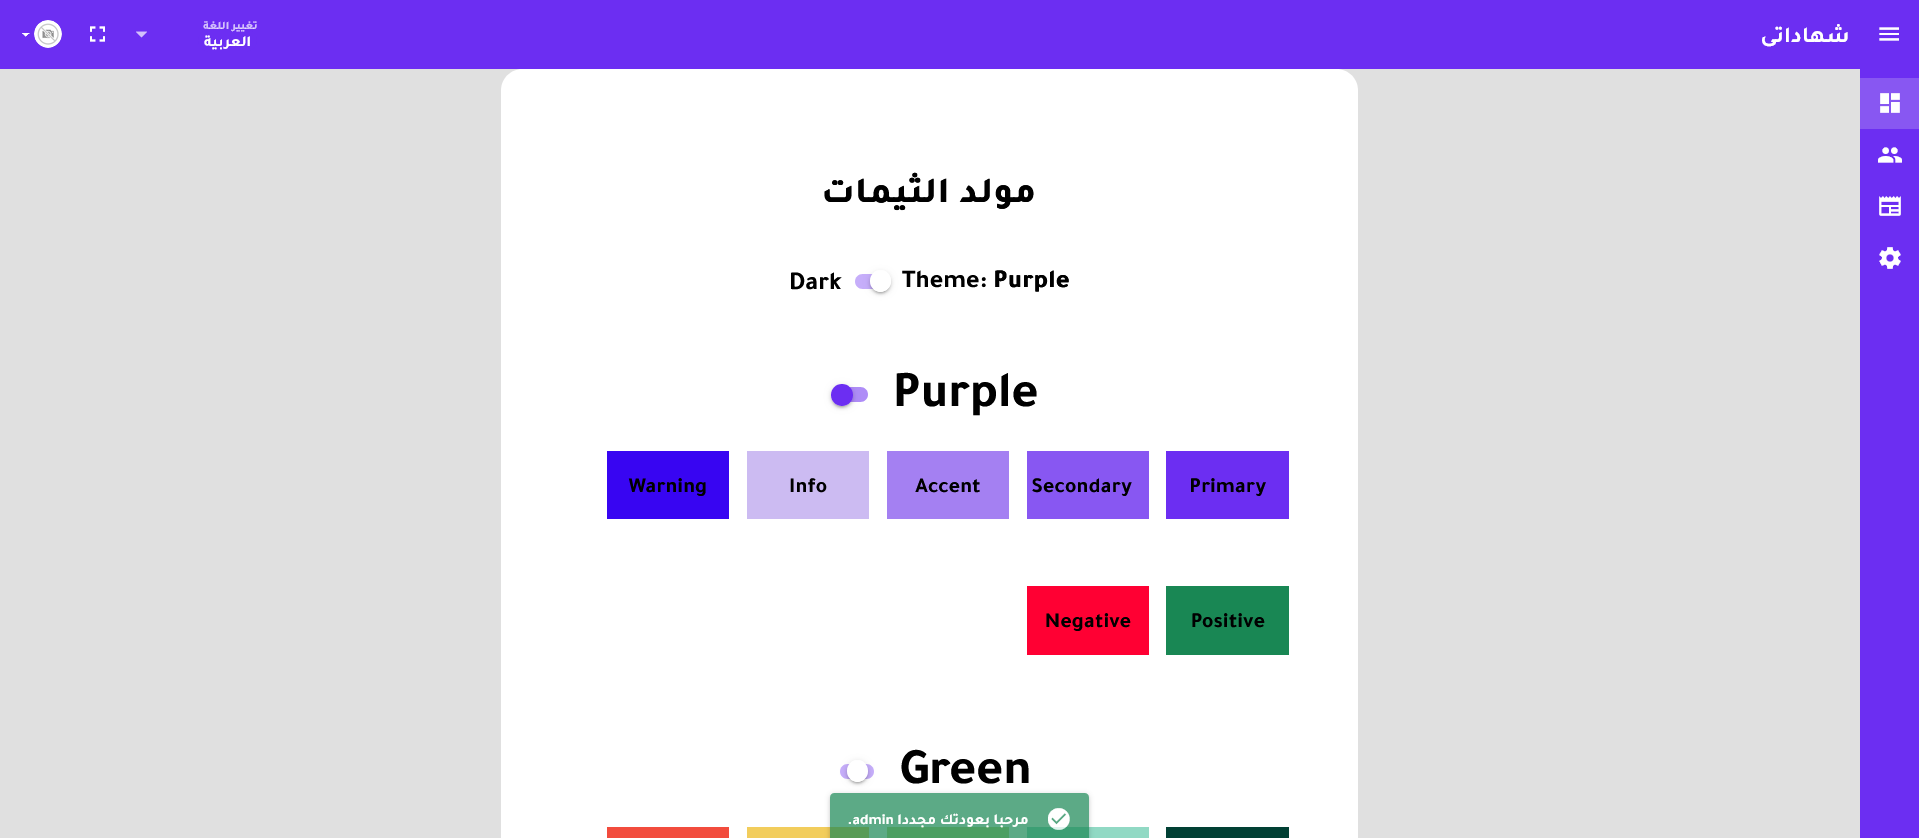 شهاداتى
تغيير اللغة
العربية
مولد الثيمات
Theme: Purple
Dark
Purple
Primary
Secondary
Accent
Info
Warning
Positive
Negative
Green
مرحبا بعودتك مجددا admin.